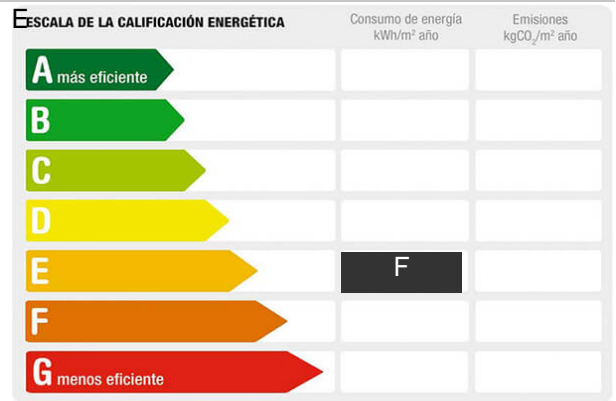 E
ESCALA DE LA CALIFICACIÓN ENERGÉTICA
Consumo de energía
kWh/m² año
Emisiones
kgCO₂/m² año
A más eficiente
B
C
D
E
F
F
G menos eficiente